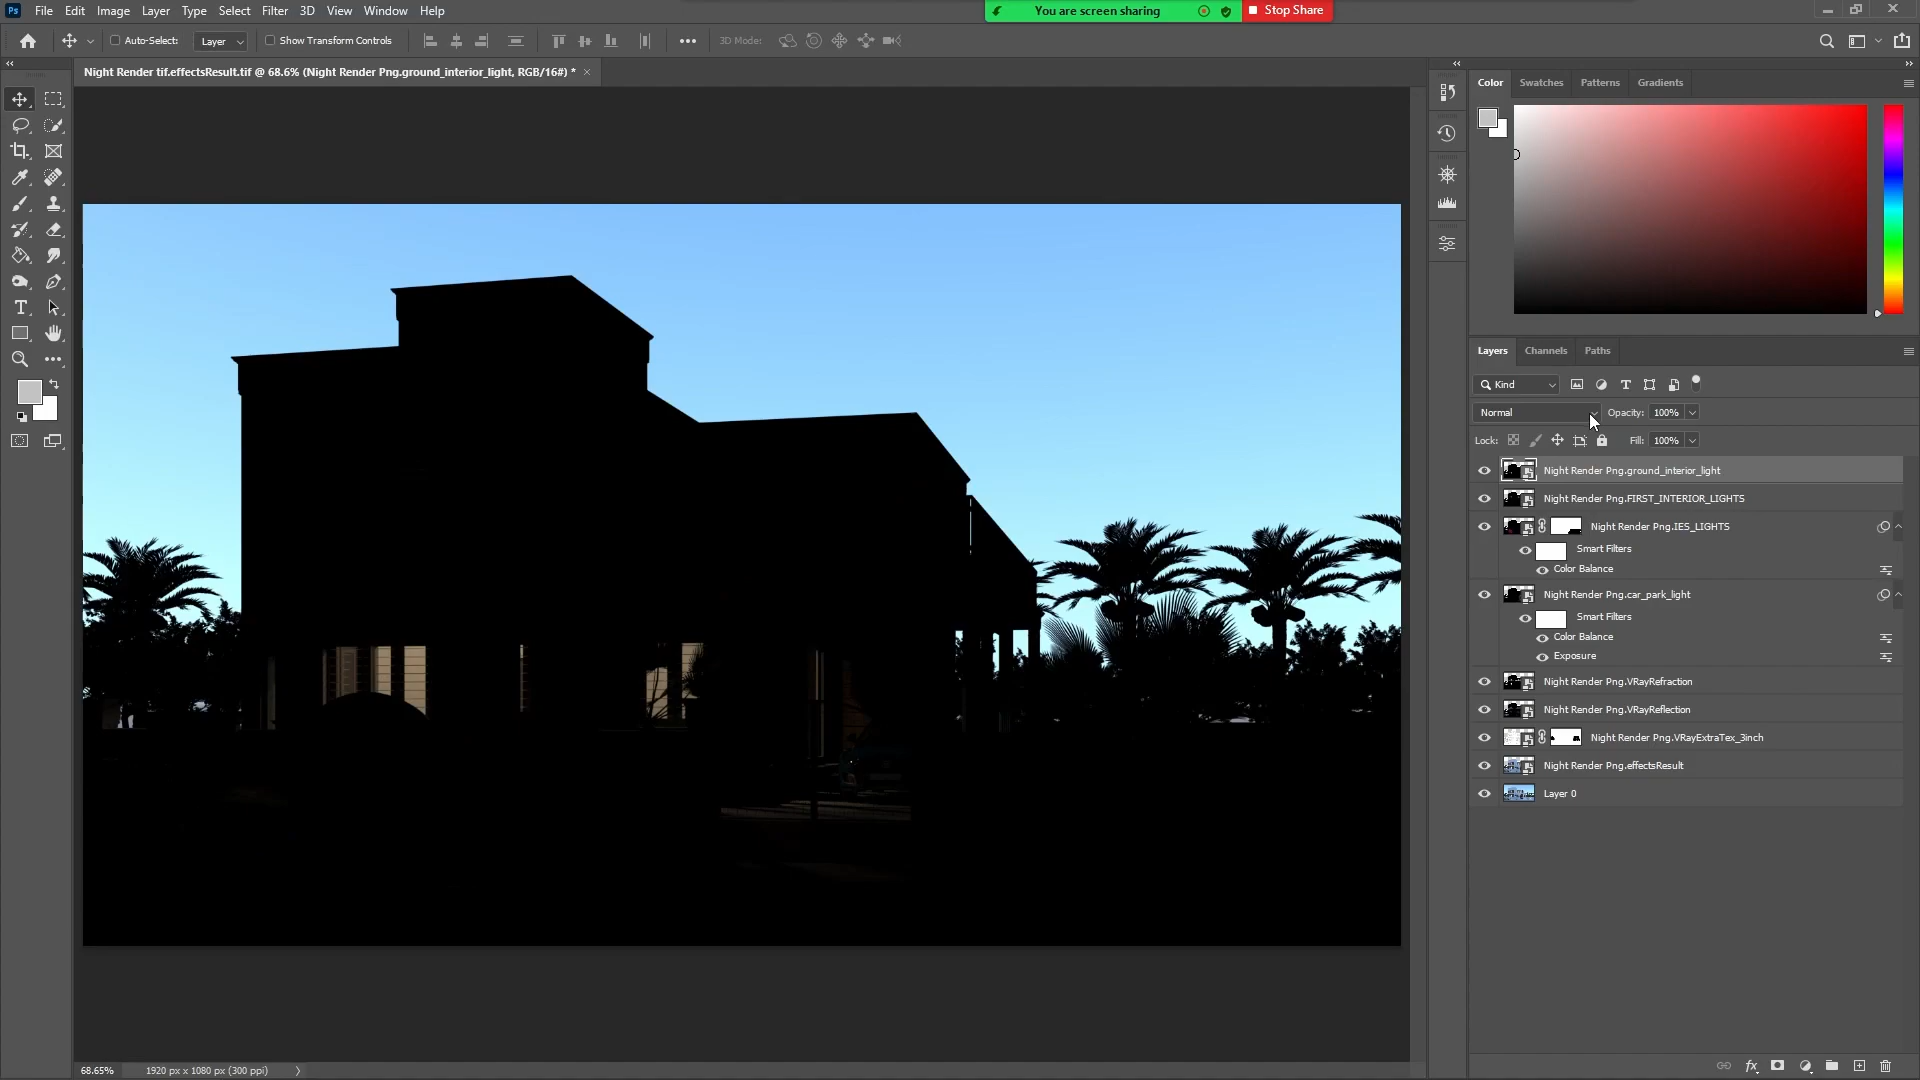 Ps File Edit Image Layer Type Select Filter 3D View Window Help
You are screen sharing
Stop Share
Auto-Select: Layer Show Transform Controls 3D Mode:
Night Render tif.effectsResult.tif @ 68.6% (Night Render Png.ground_interior_light, RGB/16#) * ×
Color Swatches Patterns Gradients
Layers Channels Paths
Kind
Normal Opacity: 100%
Lock: Fill: 100%
Night Render Png.ground_interior_light
Night Render Png.FIRST_INTERIOR_LIGHTS
Night Render Png.IES_LIGHTS
Smart Filters
Color Balance
Night Render Png.car_park_light
Smart Filters
Color Balance
Exposure
Night Render Png.VRayRefraction
Night Render Png.VRayReflection
Night Render Png.VRayExtraTex_3inch
Night Render Png.effectsResult
Layer 0
68.65% 1920 px x 1080 px (300 ppi)